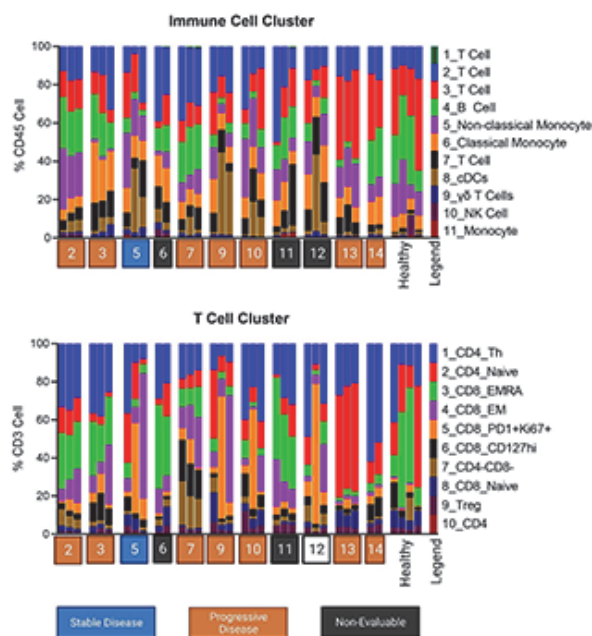 Immune Cell Cluster
% CD45 Cell
100
80
60
40
20
0
1_T Cell
2_T Cell
3_T Cell
4_B Cell
5_Non-classical Monocyte
6_Classical Monocyte
7_T Cell
8_cDCs
9_γδ T Cells
10_NK Cell
11_Monocyte
2 3 5 6 7 9 10 11 12 13 14 Healthy Legend
T Cell Cluster
% CD3 Cell
100
80
60
40
20
0
1_CD4_Th
2_CD4_Naive
3_CD8_EMRA
4_CD8_EM
5_CD8_PD1+Ki67+
6_CD8_CD127hi
7_CD4-CD8-
8_CD8_Naive
9_Treg
10_CD4
2 3 5 6 7 9 10 11 12 13 14 Healthy Legend
Stable Disease
Progressive
Disease
Non-Evaluable